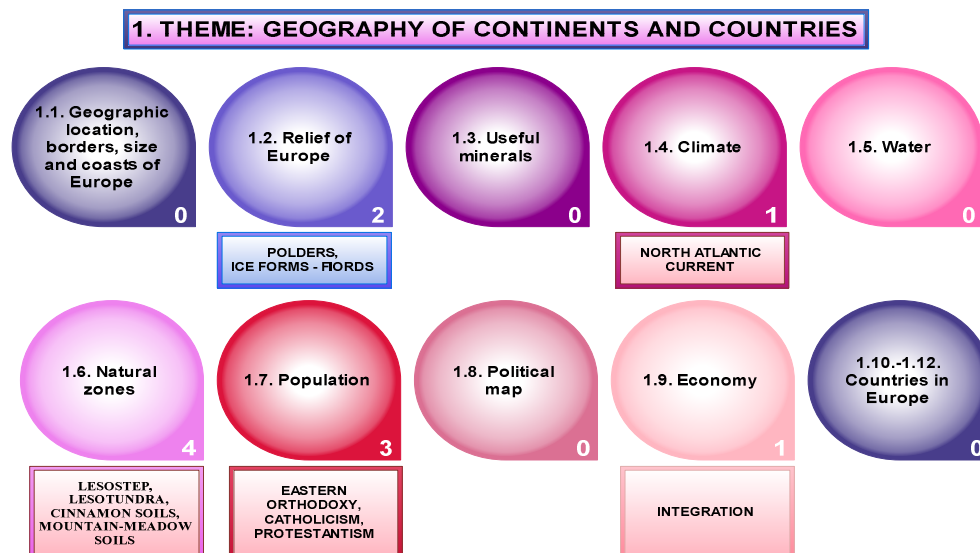 1. THEME: GEOGRAPHY OF CONTINENTS AND COUNTRIES
1.1. Geographic
location,
borders, size
and coasts of
Europe
0
1.2. Relief of
Europe
2
1.3. Useful
minerals
0
1.4. Climate
1
1.5. Water
0
POLDERS,
ICE FORMS - FIORDS
NORTH ATLANTIC
CURRENT
1.6. Natural
zones
4
1.7. Population
3
1.8. Political
map
0
1.9. Economy
1
1.10.-1.12.
Countries in
Europe
0
LESOSTEP,
LESOTUNDRA,
CINNAMON SOILS,
MOUNTAIN-MEADOW
SOILS
EASTERN
ORTHODOXY,
CATHOLICISM,
PROTESTANTISM
INTEGRATION